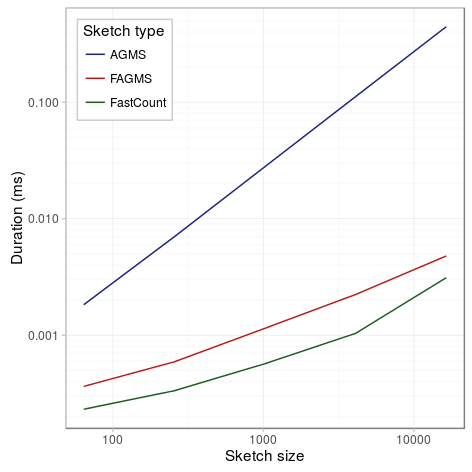 Sketch type
AGMS
FAGMS
FastCount
Duration (ms)
0.100
0.010
0.001
100
1000
10000
Sketch size